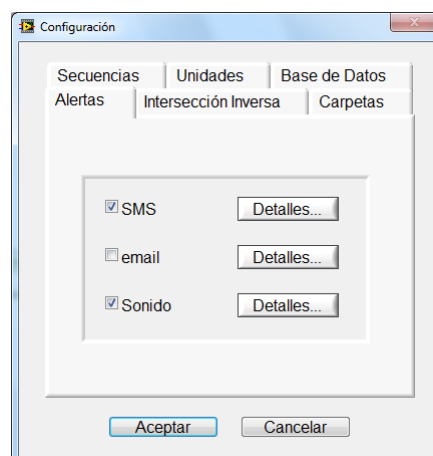 Configuración
Secuencias Unidades Base de Datos
Alertas Intersección Inversa Carpetas
SMS Detalles...
email Detalles...
Sonido Detalles...
Aceptar Cancelar